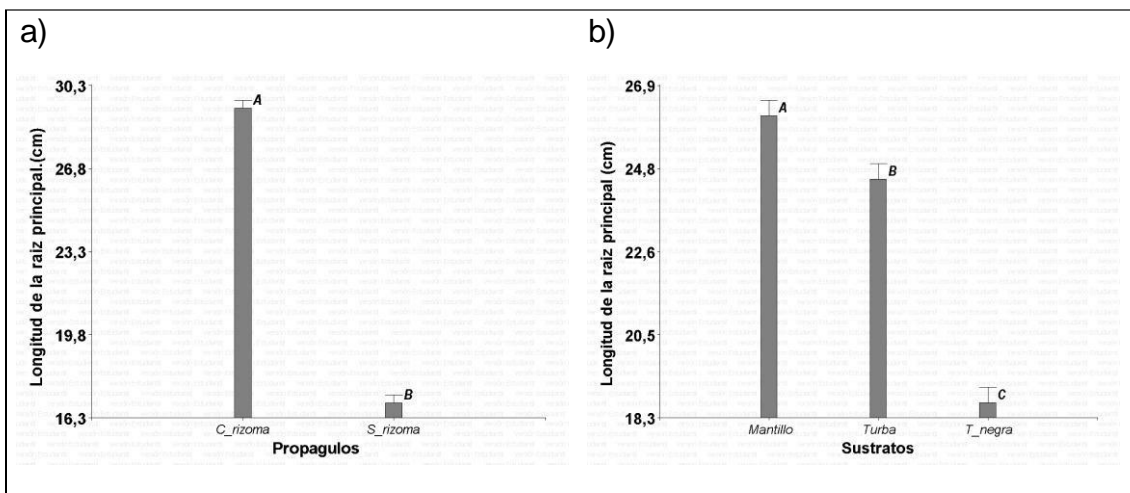 a)
Longitud de la raiz principal.(cm)
30,3
26,8
23,3
19,8
16,3
A
B
C_rizoma
S_rizoma
Propagulos
b)
Longitud de la raiz principal (cm)
26,9
24,8
22,6
20,5
18,3
A
B
C
Mantillo
Turba
T_negra
Sustratos